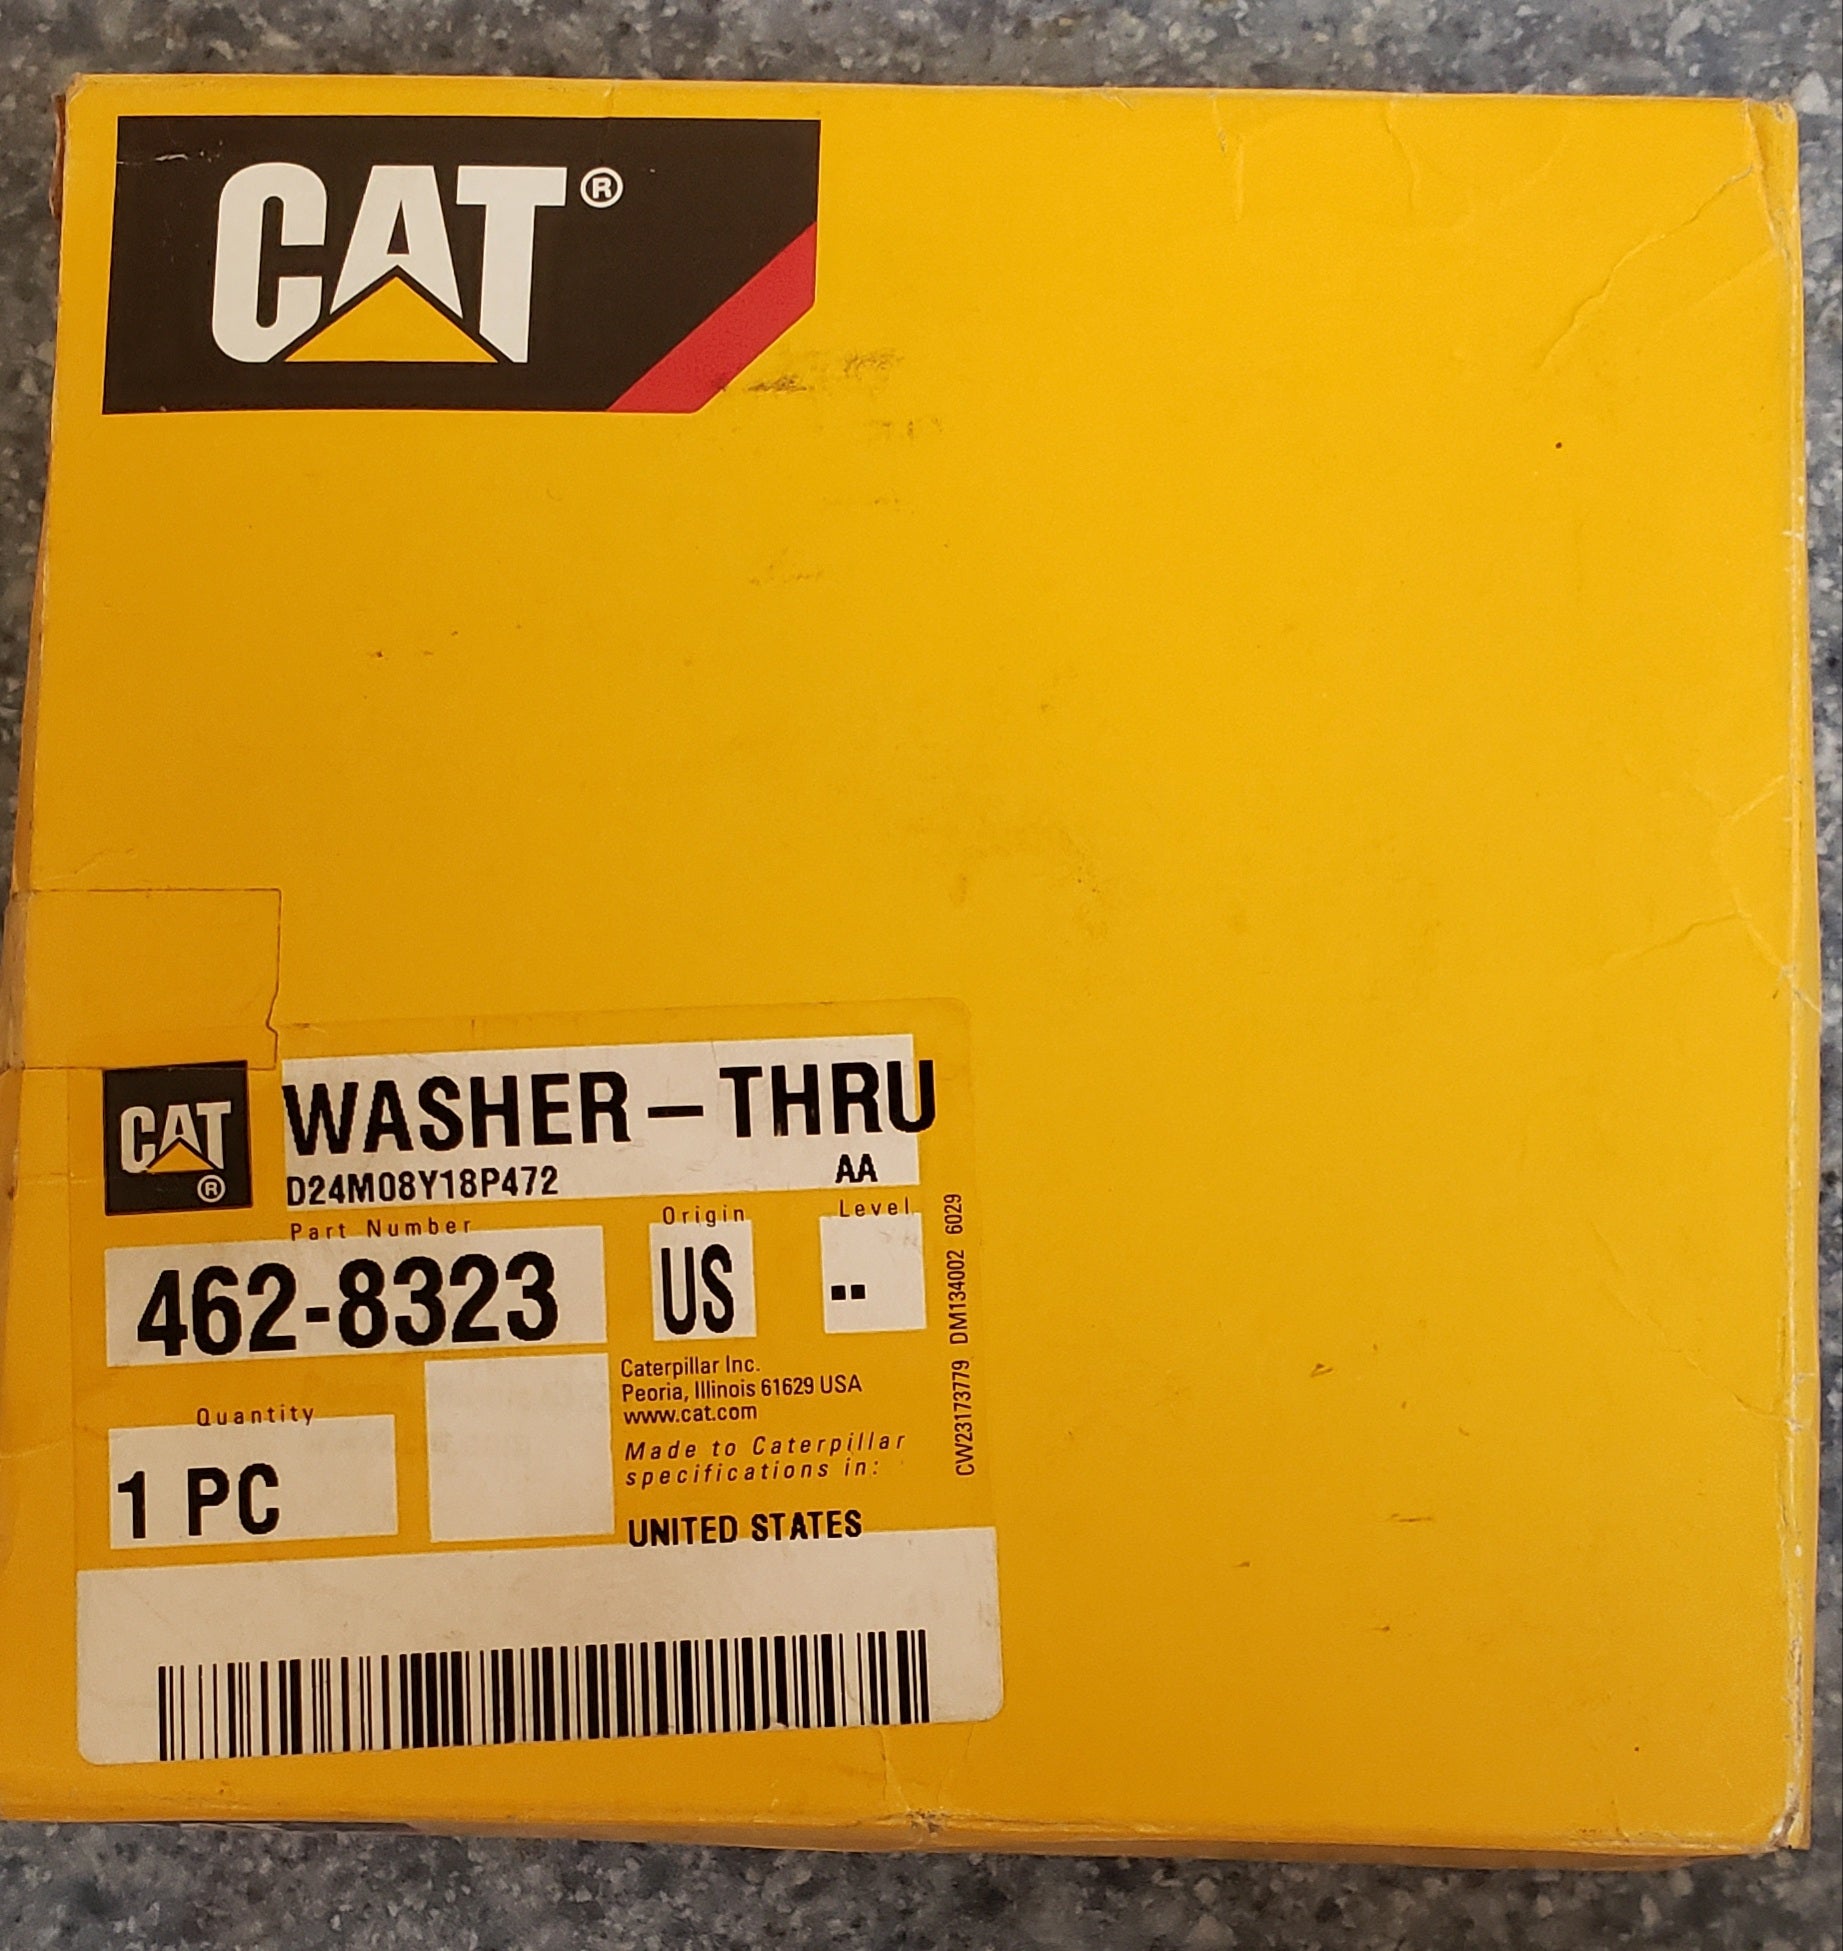 CAT®
CAT®
WASHER-THRU
D24M08Y18P472 AA
Part Number Origin Level
462-8323 US --
Quantity
1 PC
Caterpillar Inc.
Peoria, Illinois 61629 USA
www.cat.com
Made to Caterpillar
specifications in:
UNITED STATES
CW23173779 DM134002 6029